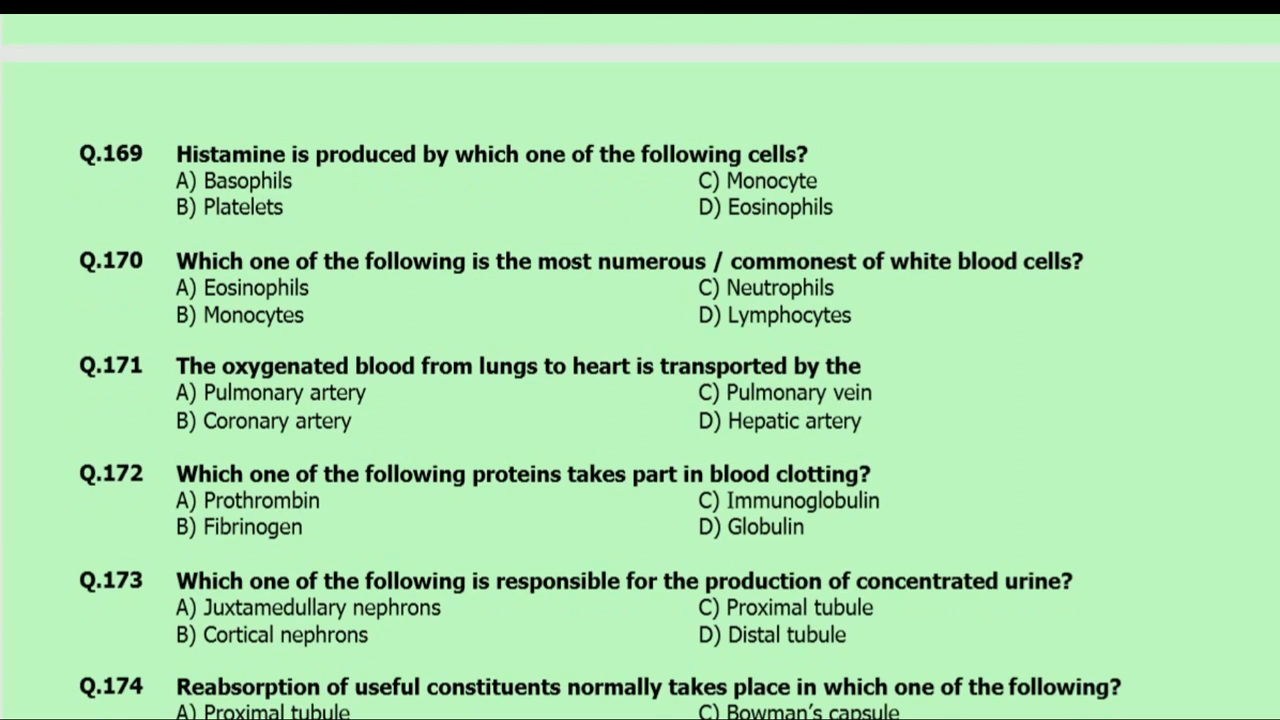 Q.169 Histamine is produced by which one of the following cells?
A) Basophils C) Monocyte
B) Platelets D) Eosinophils
Q.170 Which one of the following is the most numerous / commonest of white blood cells?
A) Eosinophils C) Neutrophils
B) Monocytes D) Lymphocytes
Q.171 The oxygenated blood from lungs to heart is transported by the
A) Pulmonary artery C) Pulmonary vein
B) Coronary artery D) Hepatic artery
Q.172 Which one of the following proteins takes part in blood clotting?
A) Prothrombin C) Immunoglobulin
B) Fibrinogen D) Globulin
Q.173 Which one of the following is responsible for the production of concentrated urine?
A) Juxtamedullary nephrons C) Proximal tubule
B) Cortical nephrons D) Distal tubule
Q.174 Reabsorption of useful constituents normally takes place in which one of the following?
A) Proximal tubule C) Bowman's capsule